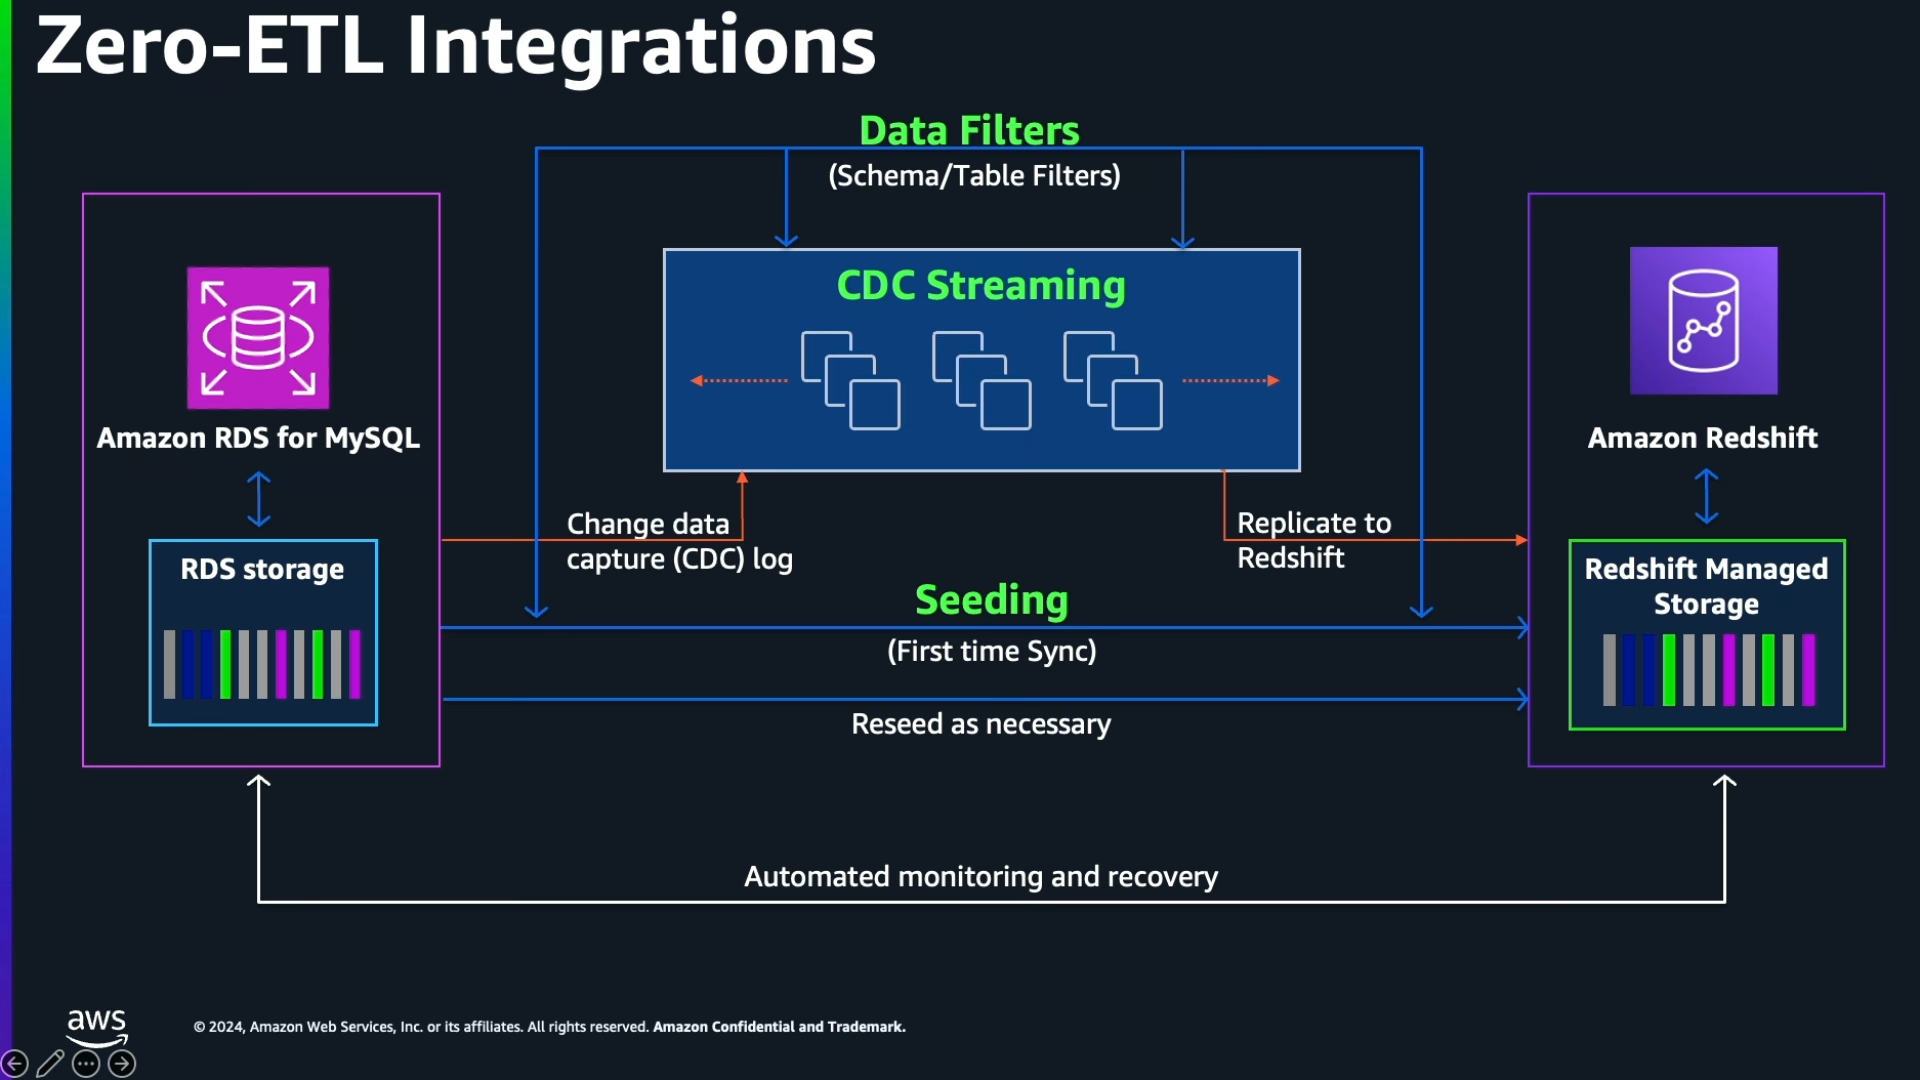 Zero-ETL Integrations
Data Filters
(Schema/Table Filters)
CDC Streaming
Amazon RDS for MySQL
Amazon Redshift
Change data
capture (CDC) log
Replicate to
Redshift
RDS storage
Redshift Managed
Storage
Seeding
(First time Sync)
Reseed as necessary
Automated monitoring and recovery
aws
© 2024, Amazon Web Services, Inc. or its affiliates. All rights reserved. Amazon Confidential and Trademark.